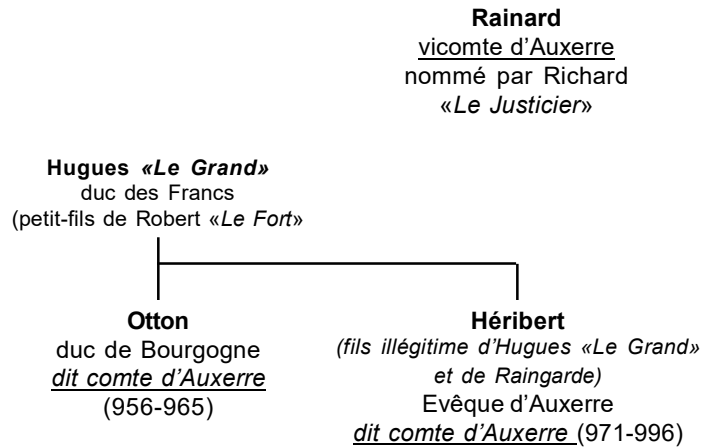 Rainard
vicomte d'Auxerre
nommé par Richard
«Le Justicier»
Hugues «Le Grand»
duc des Francs
(petit-fils de Robert «Le Fort»
Otton
duc de Bourgogne
dit comte d'Auxerre
(956-965)
Héribert
(fils illégitime d'Hugues «Le Grand»
et de Raingarde)
Evêque d'Auxerre
dit comte d'Auxerre (971-996)